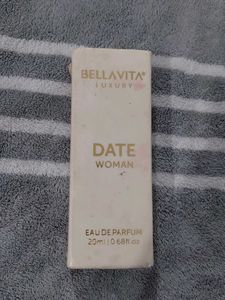 BELLAVITA®
LUXURY
DATE
WOMAN
EAU DE PARFUM
20ml | 0.68fl.oz